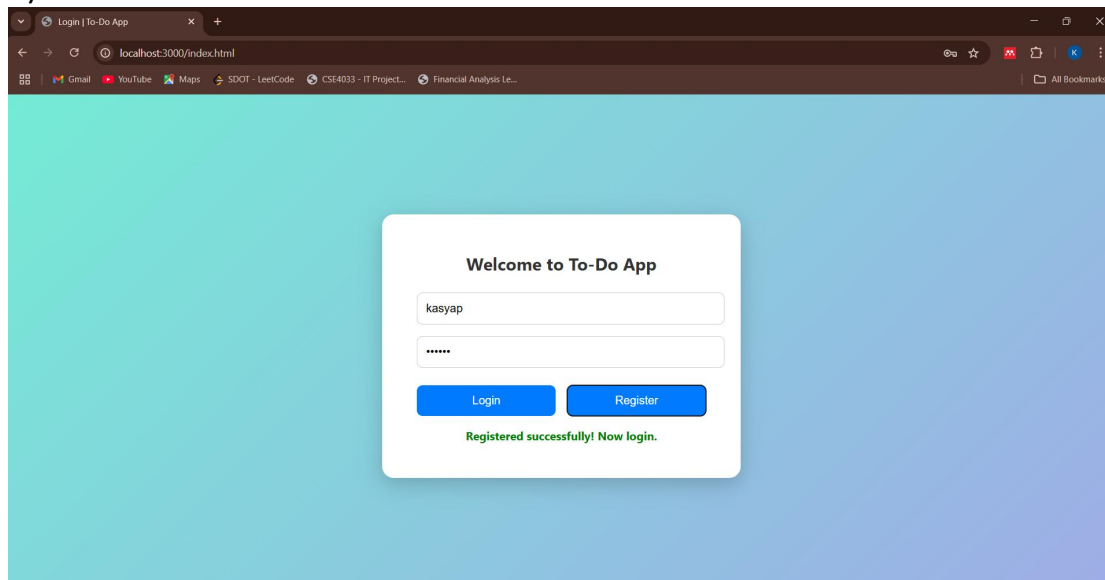 Login | To-Do App
localhost:3000/index.html
K
Gmail YouTube Maps SDOT - LeetCode CSE4033 - IT Project... Financial Analysis Le... All Bookmarks
Welcome to To-Do App
kasyap
••••••
Login Register
Registered successfully! Now login.